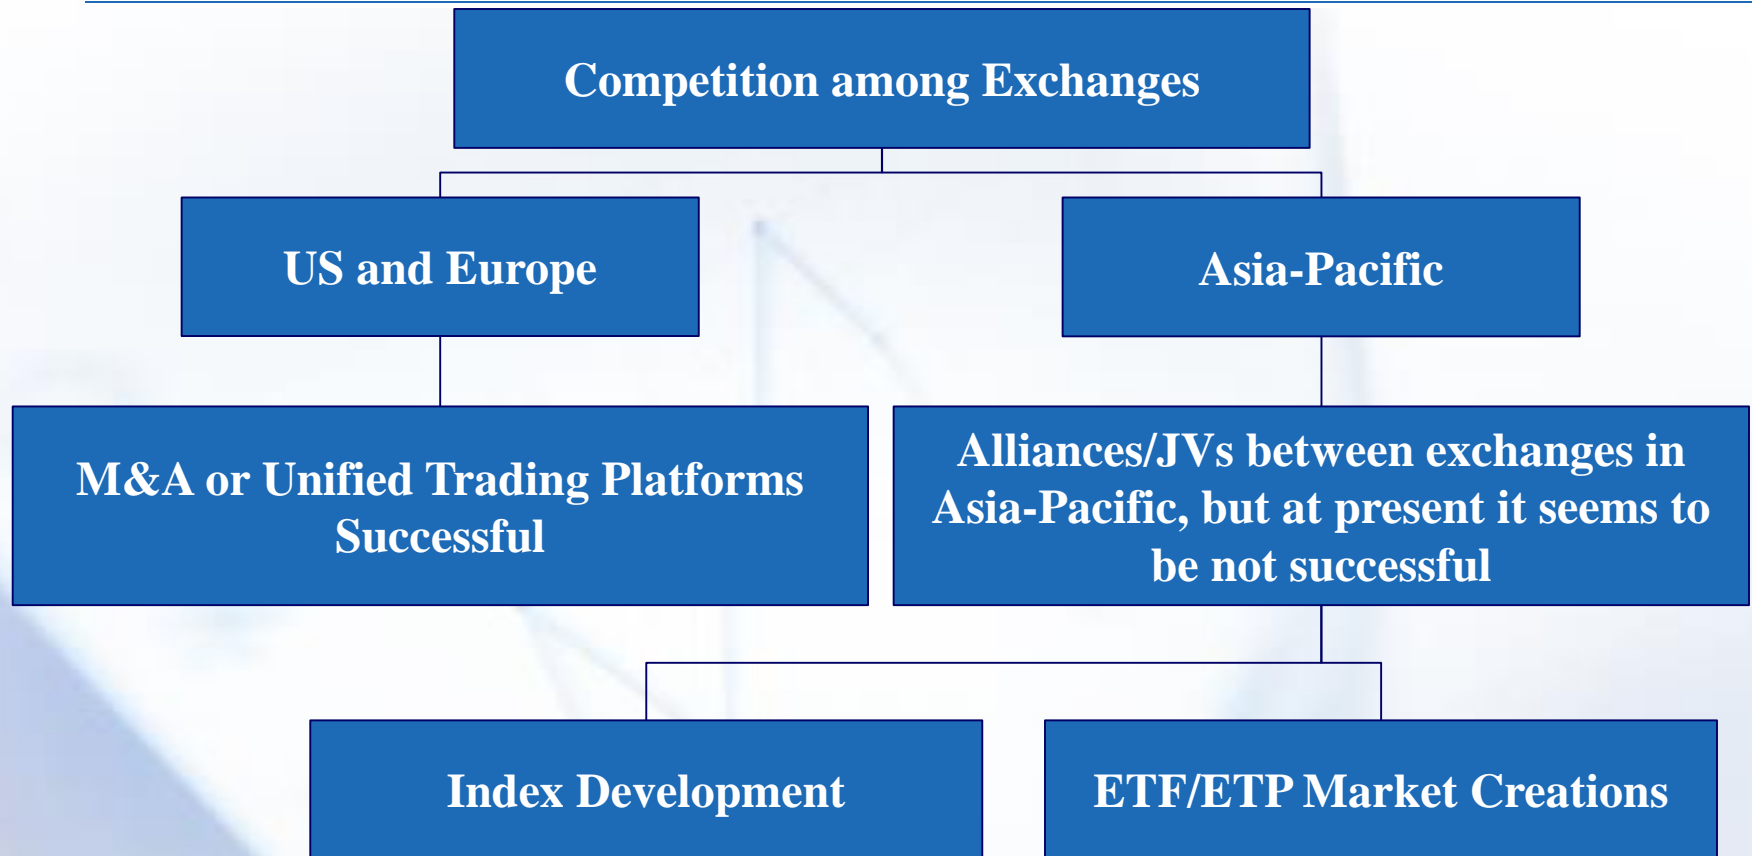 Competition among Exchanges
US and Europe
Asia-Pacific
M&A or Unified Trading Platforms
Successful
Alliances/JVs between exchanges in
Asia-Pacific, but at present it seems to
be not successful
Index Development
ETF/ETP Market Creations